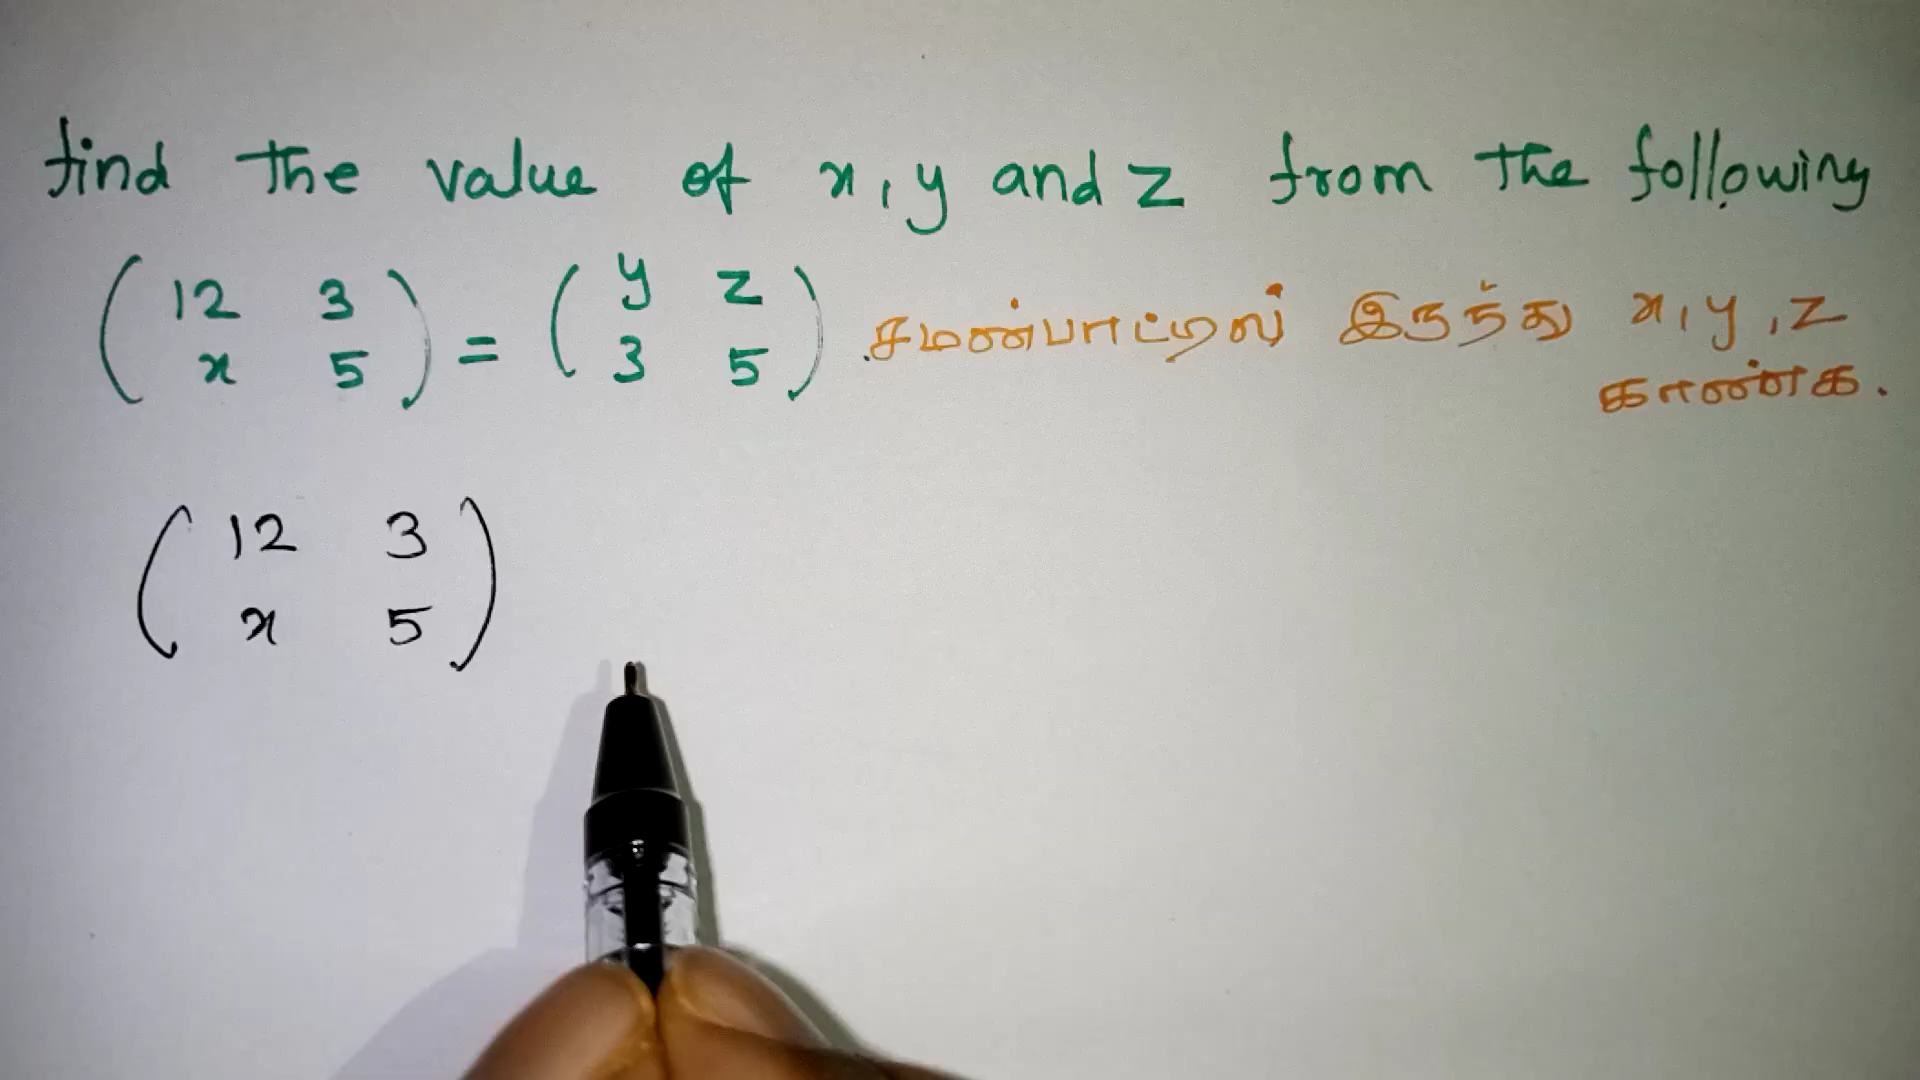 find the value of x, y and z from the following
( 12 3 ) = ( y z ) சமன்பாட்டில் இருந்து x, y, z
( x 5 ) ( 3 5 ) காண்க.
( 12 3 )
( x 5 )